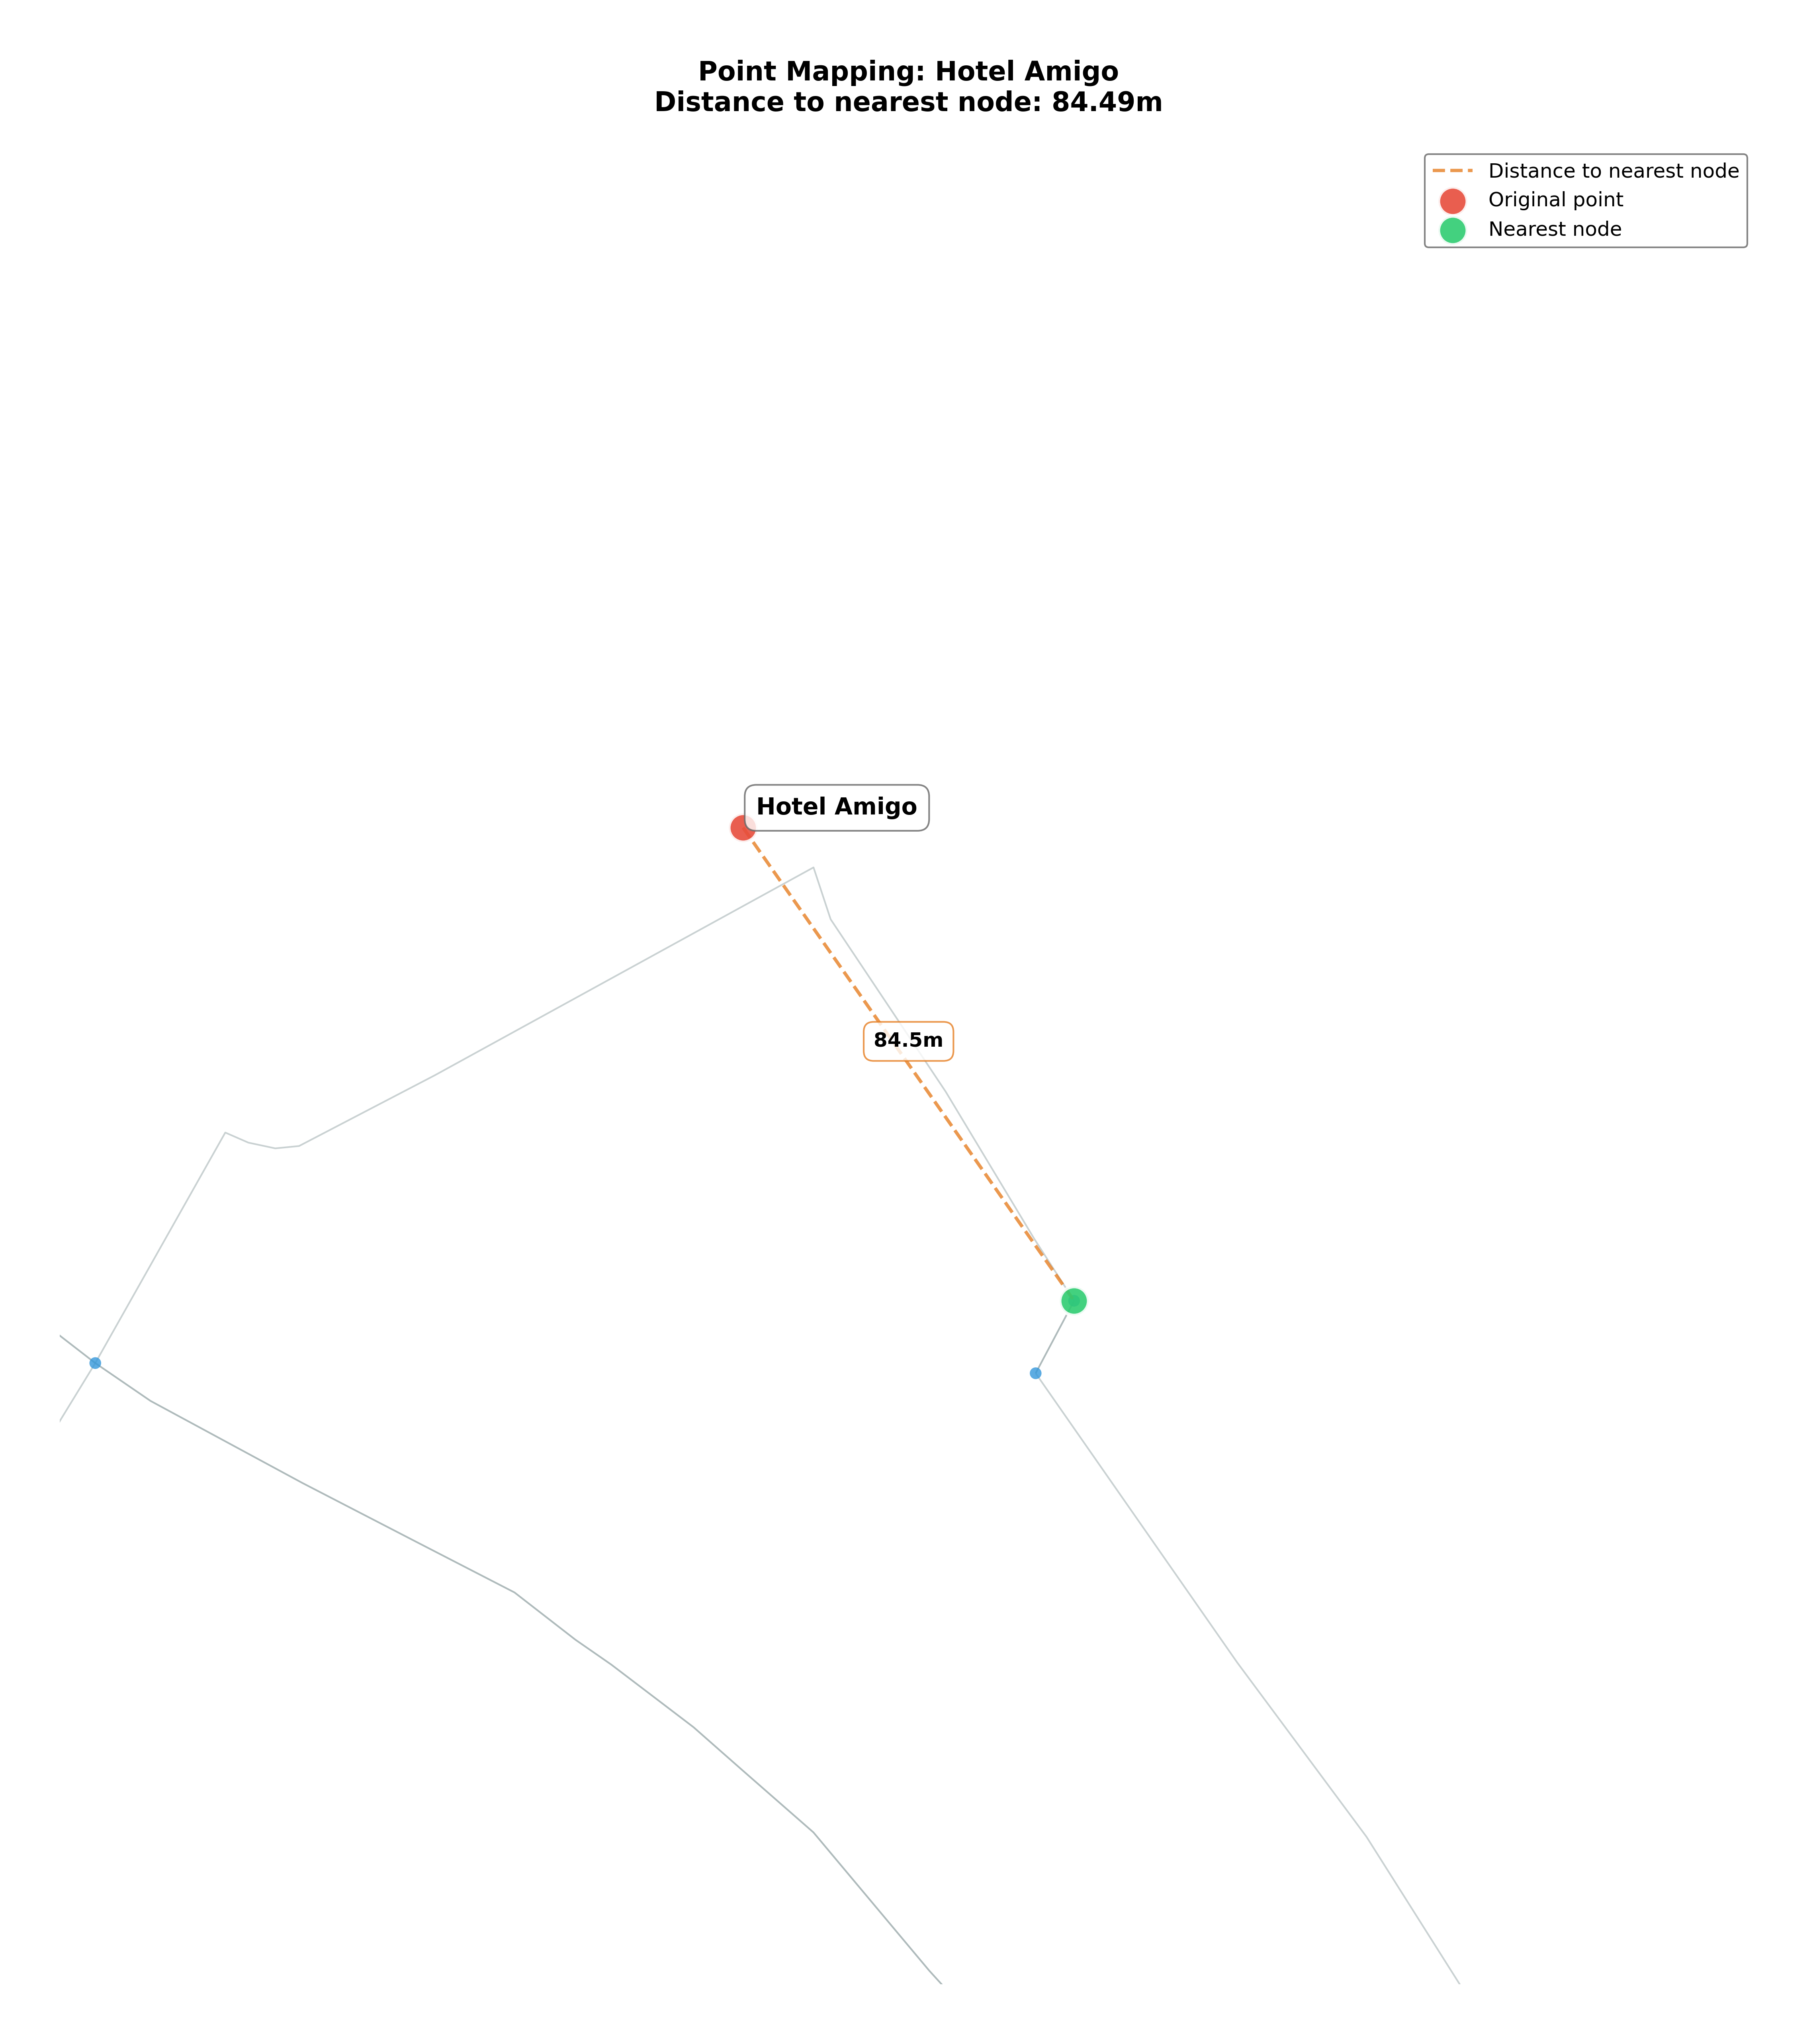 Point Mapping: Hotel Amigo
Distance to nearest node: 84.49m
Distance to nearest node
Original point
Nearest node
Hotel Amigo
84.5m